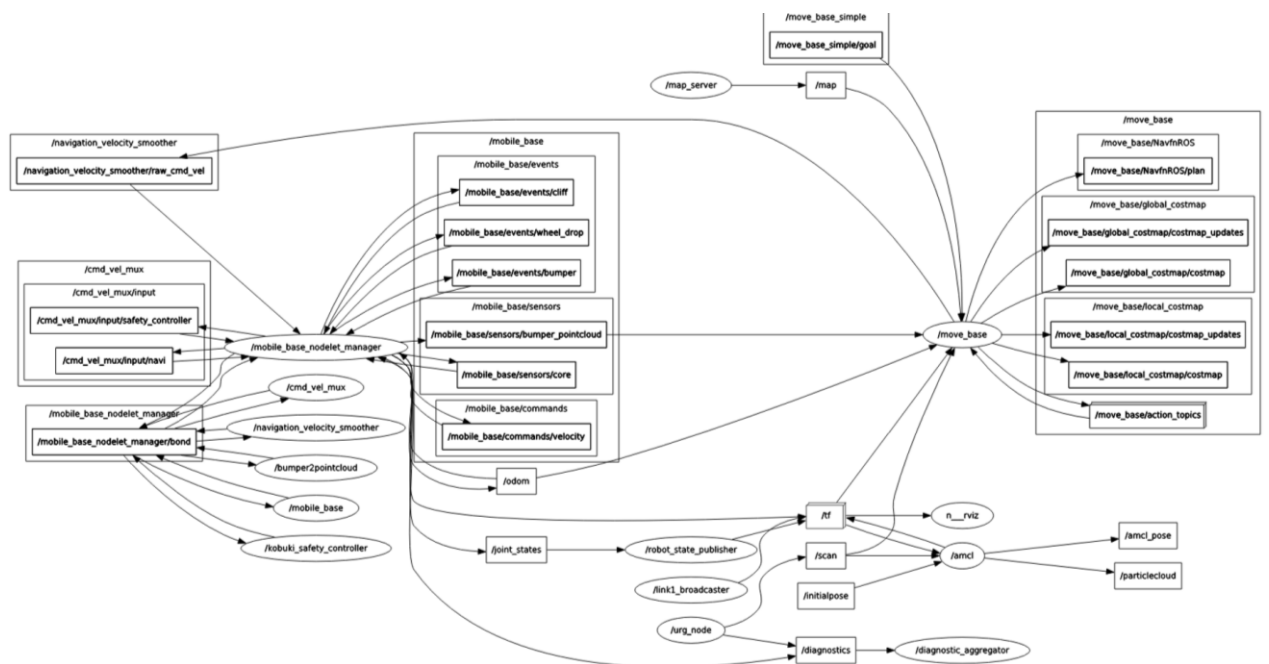 /move_base_simple
/move_base_simple/goal
/map_server
/map
/navigation_velocity_smoother
/navigation_velocity_smoother/raw_cmd_vel
/mobile_base
/mobile_base/events
/mobile_base/events/cliff
/mobile_base/events/wheel_drop
/mobile_base/events/bumper
/mobile_base/sensors
/mobile_base/sensors/bumper_pointcloud
/mobile_base/sensors/core
/mobile_base/commands
/mobile_base/commands/velocity
/cmd_vel_mux
/cmd_vel_mux/input
/cmd_vel_mux/input/safety_controller
/cmd_vel_mux/input/navi
/mobile_base_nodelet_manager
/mobile_base_nodelet_manager
/mobile_base_nodelet_manager/bond
/cmd_vel_mux
/navigation_velocity_smoother
/bumper2pointcloud
/mobile_base
/kobuki_safety_controller
/move_base
/move_base
/move_base/NavfnROS
/move_base/NavfnROS/plan
/move_base/global_costmap
/move_base/global_costmap/costmap_updates
/move_base/global_costmap/costmap
/move_base/local_costmap
/move_base/local_costmap/costmap_updates
/move_base/local_costmap/costmap
/move_base/action_topics
/odom
/tf
n__rviz
/joint_states
/robot_state_publisher
/scan
/amcl
/amcl_pose
/particlecloud
/link1_broadcaster
/initialpose
/urg_node
/diagnostics
/diagnostic_aggregator